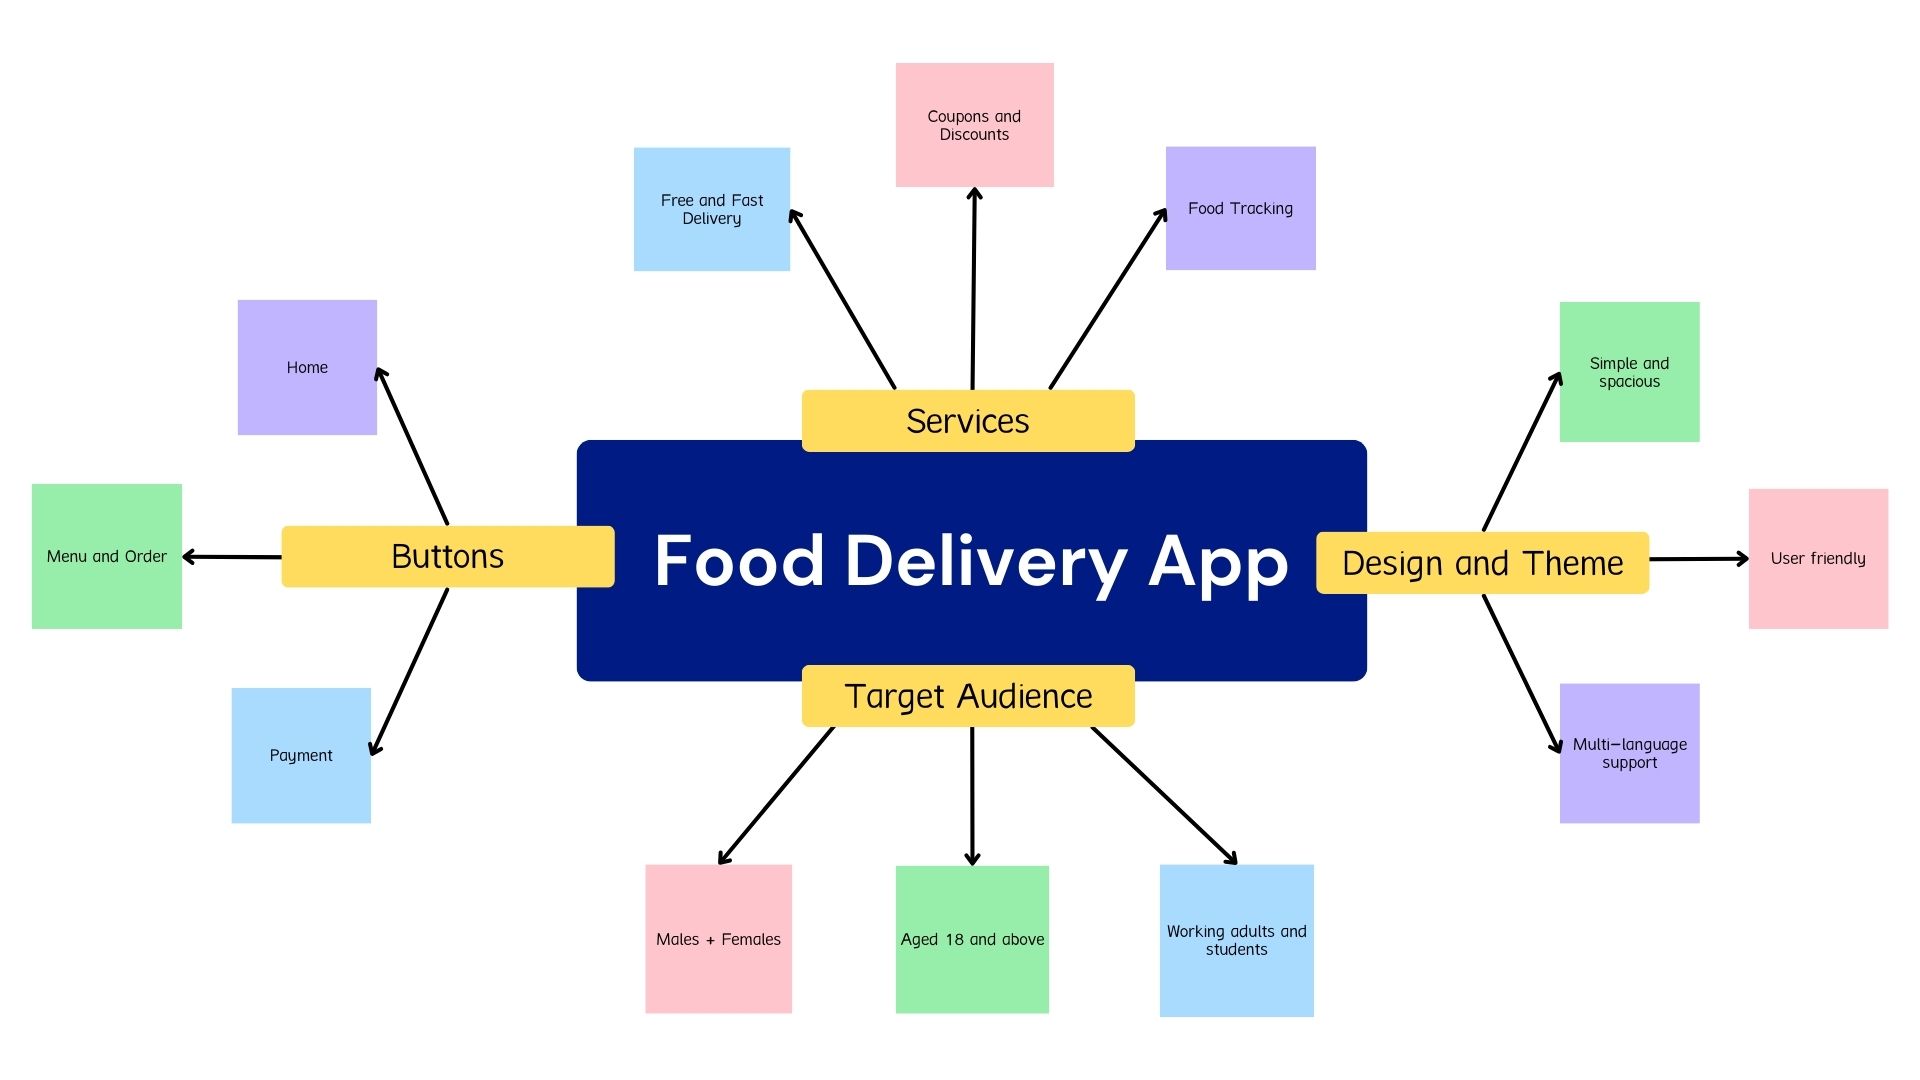 Coupons and
Discounts
Free and Fast
Delivery
Food Tracking
Home
Simple and
spacious
Services
Menu and Order
Buttons
Food Delivery App
Design and Theme
User friendly
Target Audience
Payment
Multi-language
support
Males + Females
Aged 18 and above
Working adults and
students